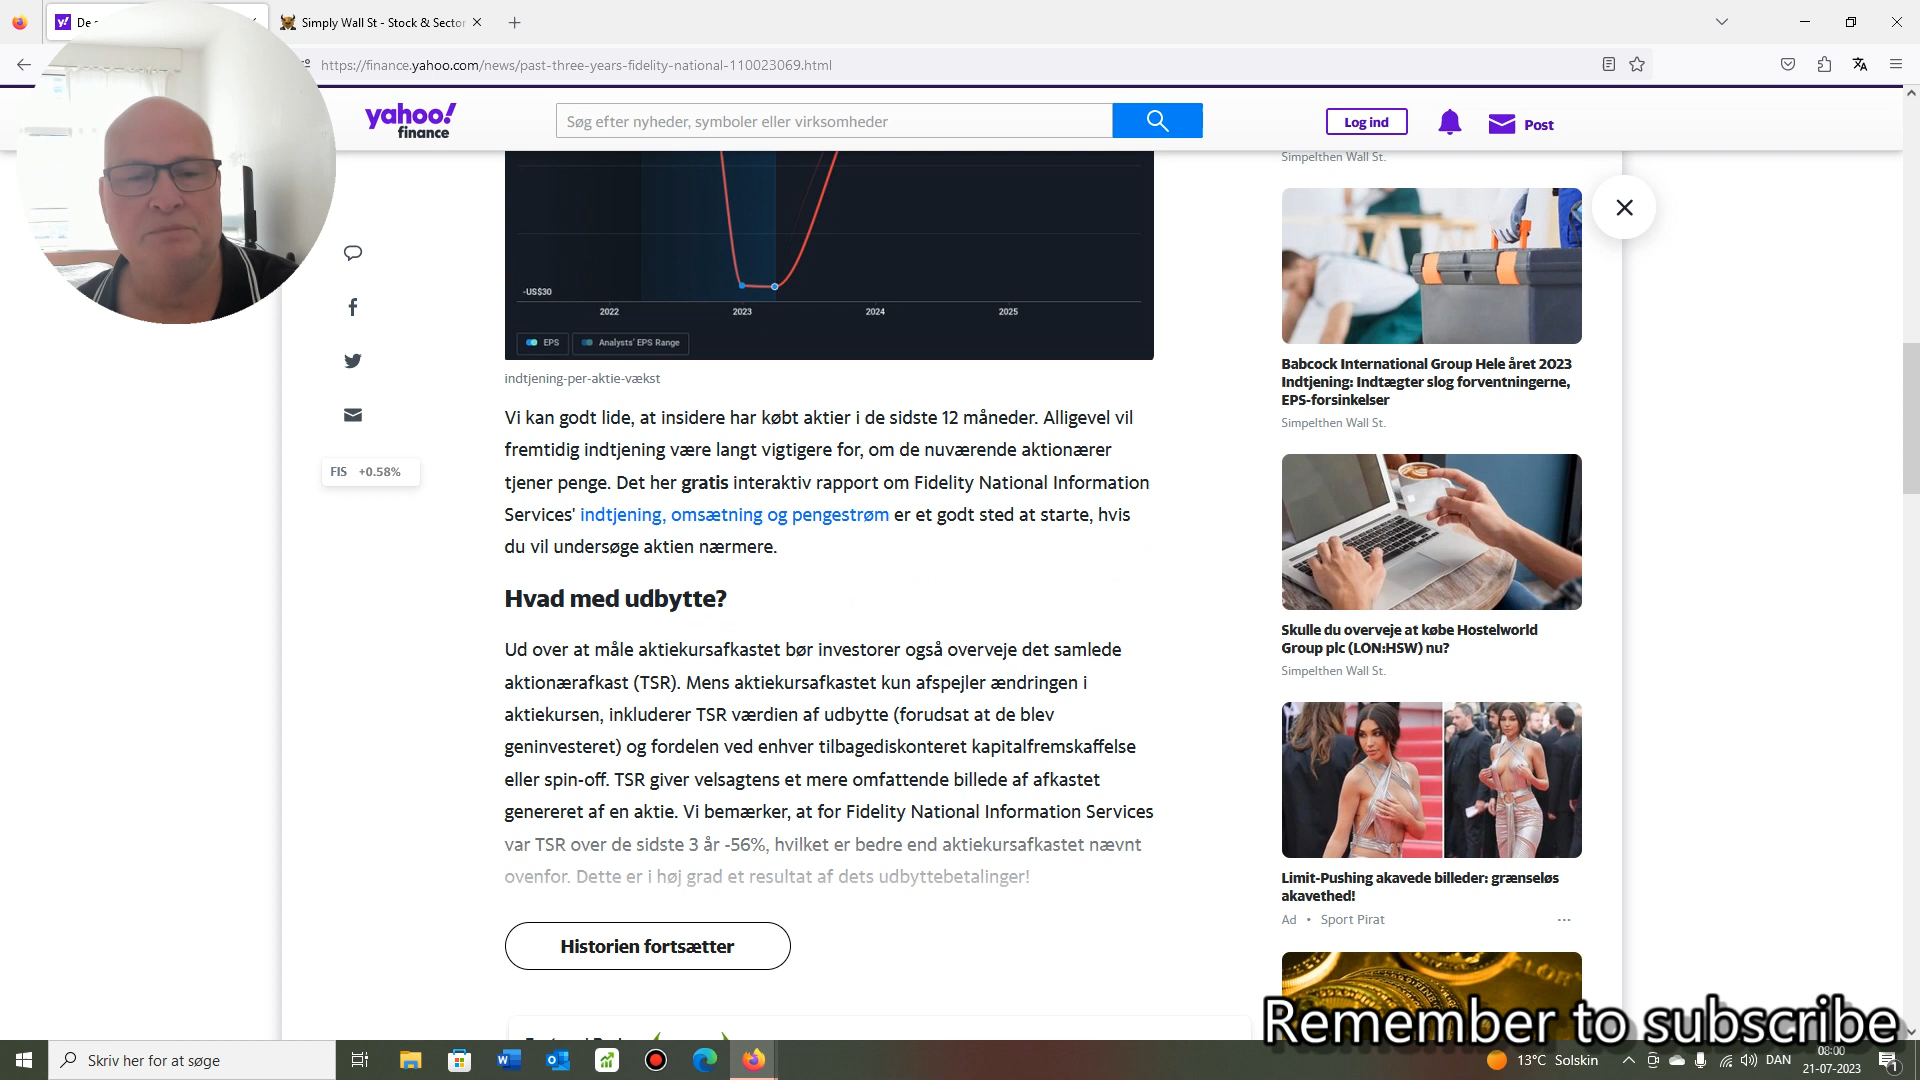 De
Simply Wall St - Stock & Sector
https://finance.yahoo.com/news/past-three-years-fidelity-national-110023069.html
yahoo!
finance
Søg efter nyheder, symboler eller virksomheder
Log ind
Post
-US$30
2022
2023
2024
2025
EPS
Analysts' EPS Range
indtjening-per-aktie-vækst
Vi kan godt lide, at insidere har købt aktier i de sidste 12 måneder. Alligevel vil
fremtidig indtjening være langt vigtigere for, om de nuværende aktionærer
tjener penge. Det her gratis interaktiv rapport om Fidelity National Information
Services' indtjening, omsætning og pengestrøm er et godt sted at starte, hvis
du vil undersøge aktien nærmere.
FIS +0.58%
Hvad med udbytte?
Ud over at måle aktiekursafkastet bør investorer også overveje det samlede
aktionærafkast (TSR). Mens aktiekursafkastet kun afspejler ændringen i
aktiekursen, inkluderer TSR værdien af udbytte (forudsat at de blev
geninvesteret) og fordelen ved enhver tilbagediskonteret kapitalfremskaffelse
eller spin-off. TSR giver velsagtens et mere omfattende billede af afkastet
genereret af en aktie. Vi bemærker, at for Fidelity National Information Services
var TSR over de sidste 3 år -56%, hvilket er bedre end aktiekursafkastet nævnt
ovenfor. Dette er i høj grad et resultat af dets udbyttebetalinger!
Historien fortsætter
Simpelthen Wall St.
Babcock International Group Hele året 2023
Indtjening: Indtægter slog forventningerne,
EPS-forsinkelser
Simpelthen Wall St.
Skulle du overveje at købe Hostelworld
Group plc (LON:HSW) nu?
Simpelthen Wall St.
Limit-Pushing akavede billeder: grænseløs
akavethed!
Ad • Sport Pirat
Remember to subscribe
Skriv her for at søge
13°C Solskin
DAN
08:00
21-07-2023
1